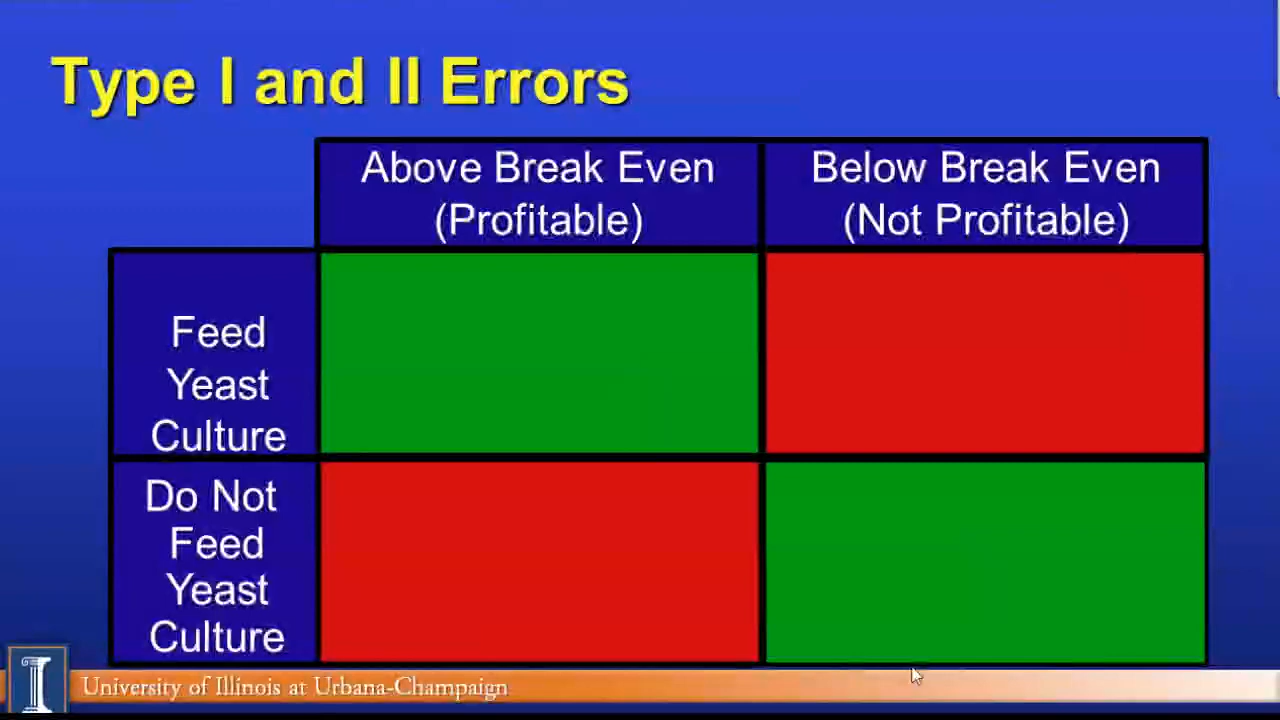 Type I and II Errors
Above Break Even
(Profitable)
Below Break Even
(Not Profitable)
Feed
Yeast
Culture
Do Not
Feed
Yeast
Culture
University of Illinois at Urbana-Champaign